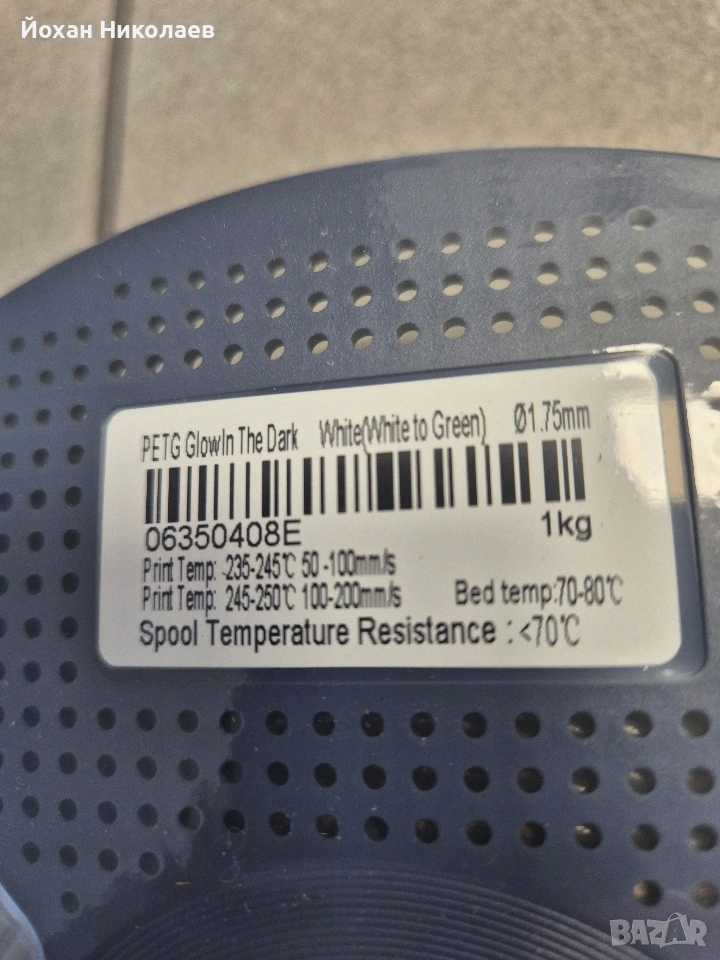 Йохан Николаев
PETG GlowIn The Dark White(White to Green) Ø1.75mm
06350408E 1kg
Print Temp: 235-245℃ 50-100mm/s
Print Temp: 245-250℃ 100-200mm/s Bed temp:70-80℃
Spool Temperature Resistance : <70℃
BAZAR